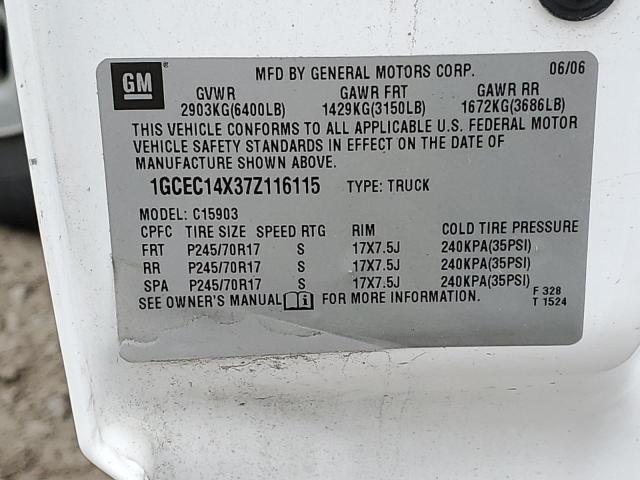 GM ®
MFD BY GENERAL MOTORS CORP. 06/06
GVWR GAWR FRT GAWR RR
2903KG(6400LB) 1429KG(3150LB) 1672KG(3686LB)
THIS VEHICLE CONFORMS TO ALL APPLICABLE U.S. FEDERAL MOTOR
VEHICLE SAFETY STANDARDS IN EFFECT ON THE DATE OF
MANUFACTURE SHOWN ABOVE.
1GCEC14X37Z116115 TYPE: TRUCK
MODEL: C15903
CPFC TIRE SIZE SPEED RTG RIM COLD TIRE PRESSURE
FRT P245/70R17 S 17X7.5J 240KPA(35PSI)
RR P245/70R17 S 17X7.5J 240KPA(35PSI)
SPA P245/70R17 S 17X7.5J 240KPA(35PSI)
SEE OWNER'S MANUAL i FOR MORE INFORMATION.
F 328
T 1524